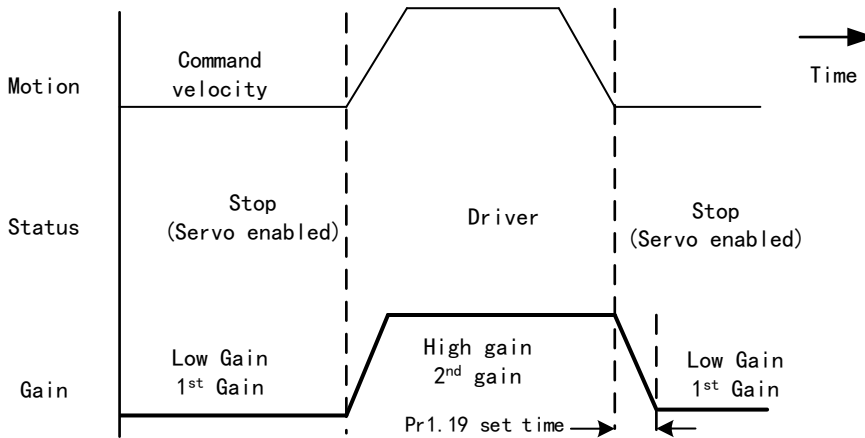 Motion
Command
velocity
Time
Status
Stop
(Servo enabled)
Driver
Stop
(Servo enabled)
Gain
Low Gain
1st Gain
High gain
2nd gain
Low Gain
1st Gain
Pr1.19 set time